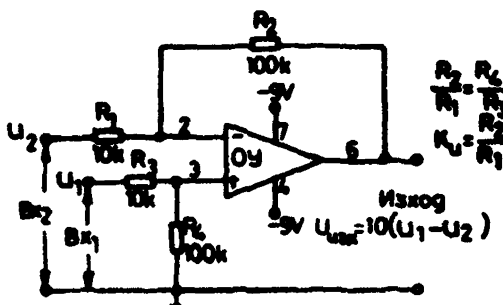 R₂
100k
-9V
R₂/R₁=R₄/R₃
Kᵤ=R₂/R₁
U₂
R₁
10k
2
-
7
ОУ
6
U₁
R₃
10k
3
+
4
Вх₂
Вх₁
R₄
100k
-9V
Изход
Uизх=10(U₁-U₂)